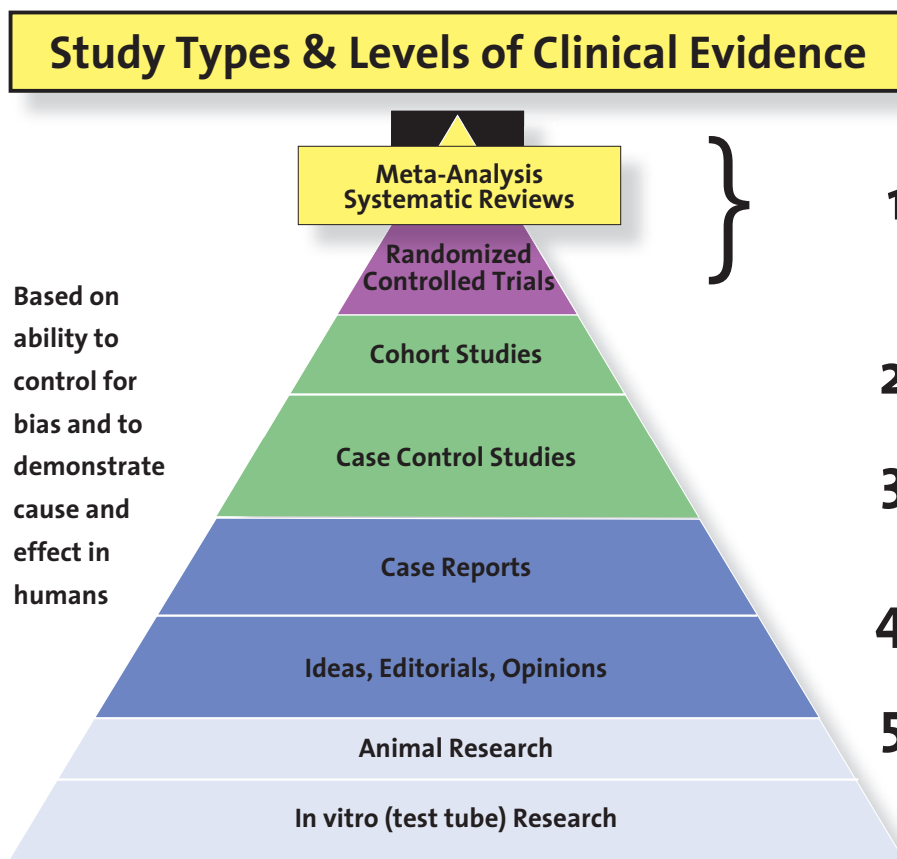 Study Types & Levels of Clinical Evidence
Meta-Analysis
Systematic Reviews
1
Randomized
Controlled Trials
Based on
ability to
control for
bias and to
demonstrate
cause and
effect in
humans
Cohort Studies
2
Case Control Studies
3
Case Reports
4
Ideas, Editorials, Opinions
5
Animal Research
In vitro (test tube) Research